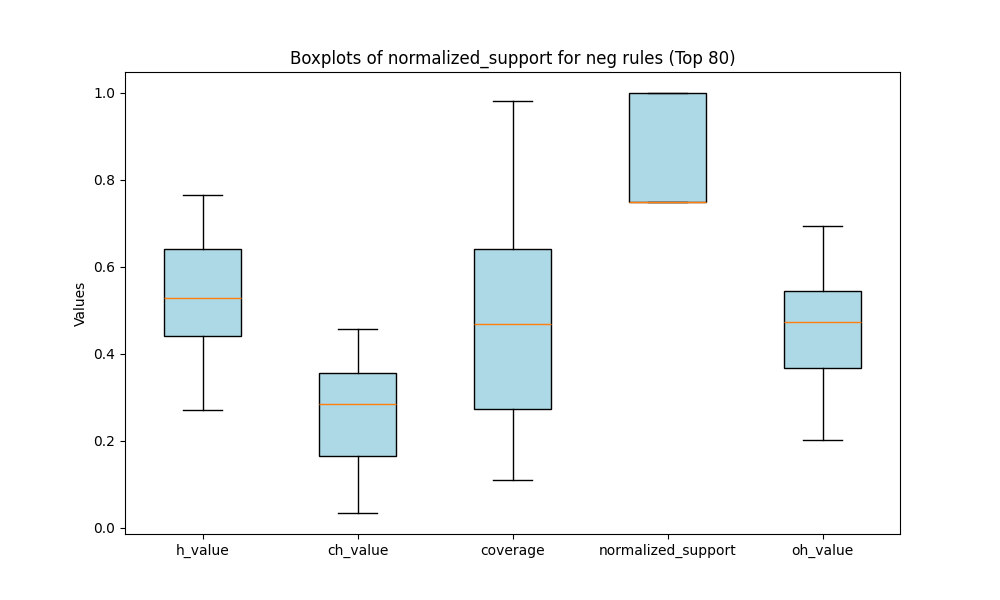 Boxplots of normalized_support for neg rules (Top 80)
Values
1.0
0.8
0.6
0.4
0.2
0.0
h_value
ch_value
coverage
normalized_support
oh_value